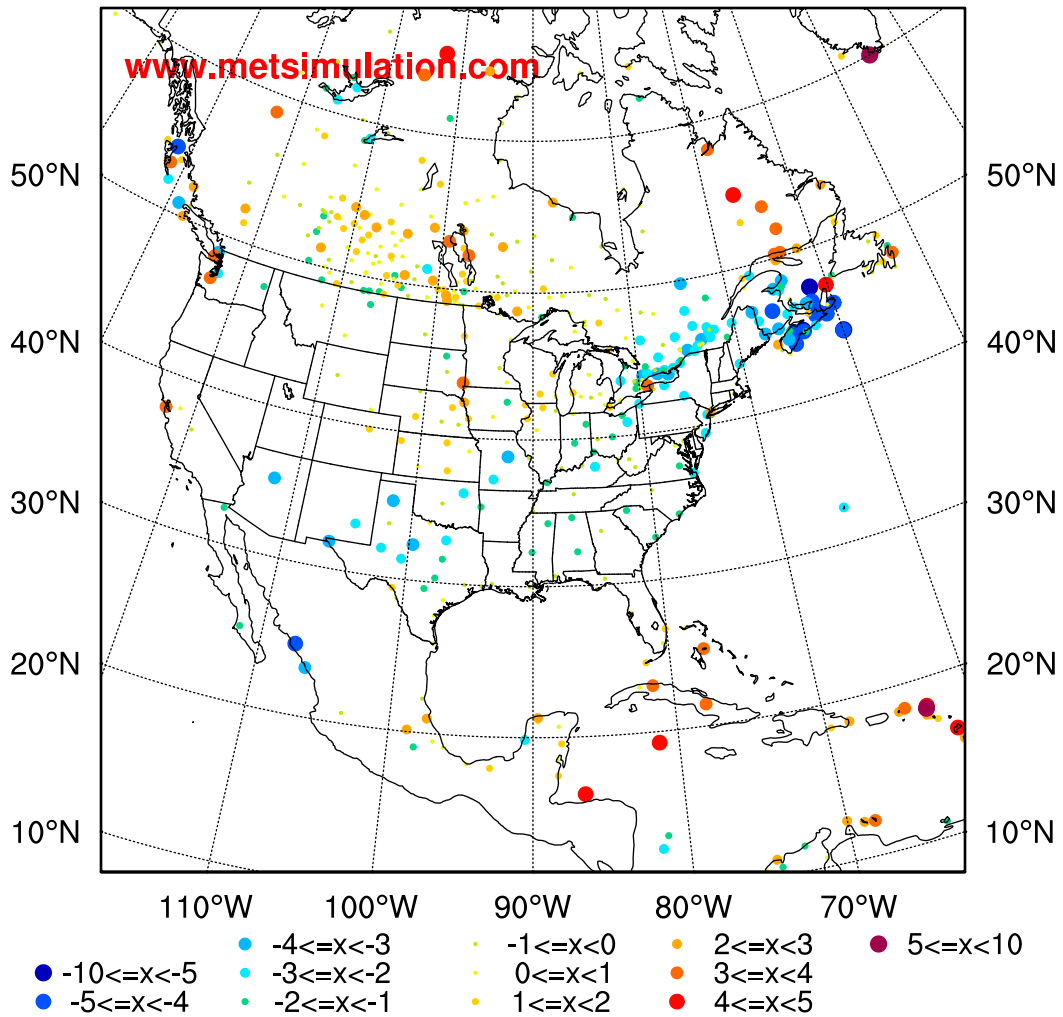 www.metsimulation.com
50°N 50°N
40°N 40°N
30°N 30°N
20°N 20°N
10°N 10°N
110°W 100°W 90°W 80°W 70°W
-4<=x<-3 -1<=x<0 2<=x<3 5<=x<10
-10<=x<-5 -3<=x<-2 0<=x<1 3<=x<4
-5<=x<-4 -2<=x<-1 1<=x<2 4<=x<5